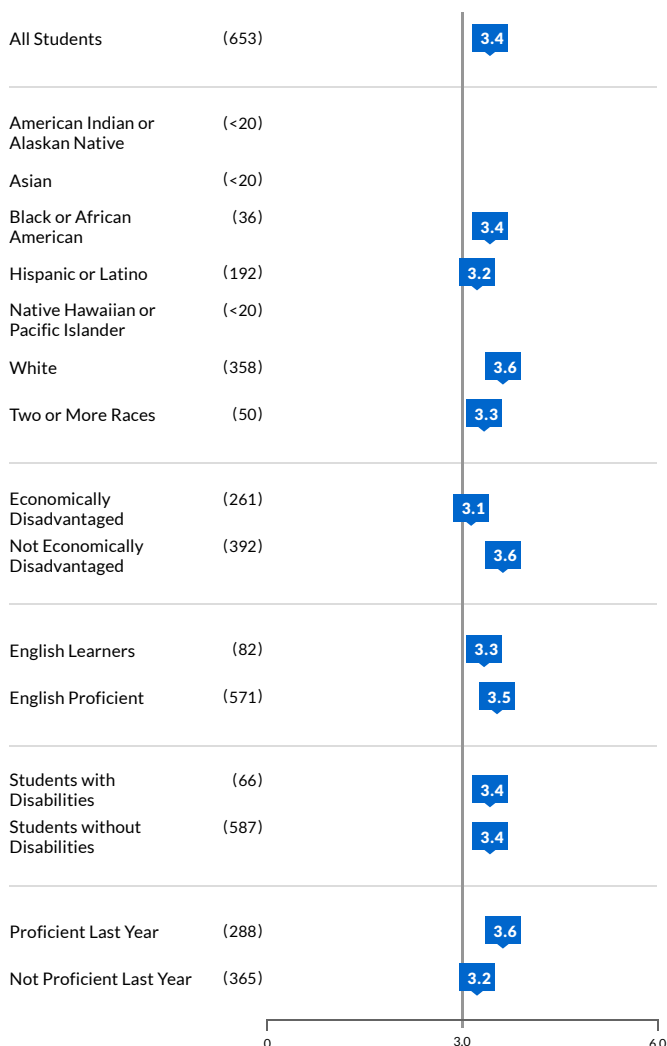 All Students (653) 3.4
American Indian or (<20)
Alaskan Native
Asian (<20)
Black or African (36) 3.4
American
Hispanic or Latino (192) 3.2
Native Hawaiian or (<20)
Pacific Islander
White (358) 3.6
Two or More Races (50) 3.3
Economically (261) 3.1
Disadvantaged
Not Economically (392) 3.6
Disadvantaged
English Learners (82) 3.3
English Proficient (571) 3.5
Students with (66) 3.4
Disabilities
Students without (587) 3.4
Disabilities
Proficient Last Year (288) 3.6
Not Proficient Last Year (365) 3.2
0 3.0 6.0